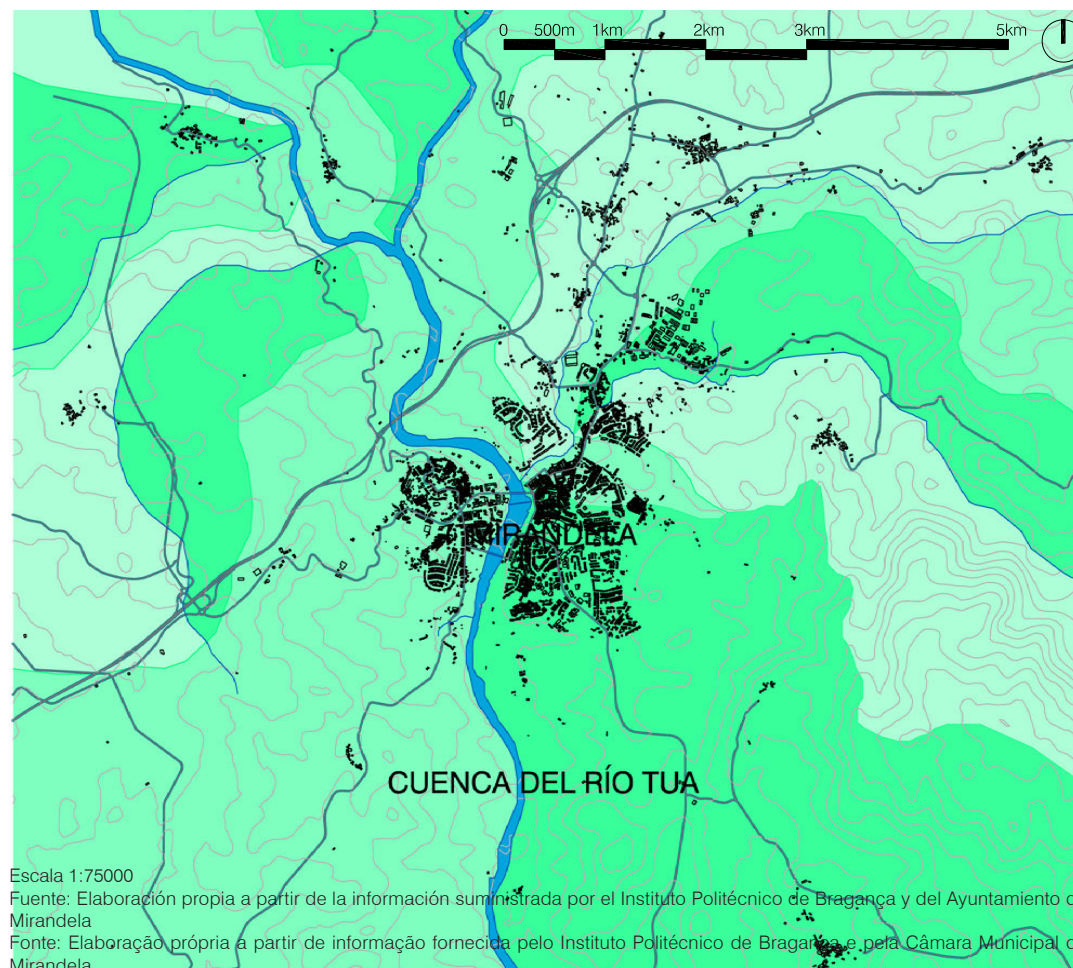 0 500m 1km 2km 3km 5km
MIRANDELA
CUENCA DEL RÍO TUA
Escala 1:75000
Fuente: Elaboración propia a partir de la información suministrada por el Instituto Politécnico de Bragança y del Ayuntamiento
Mirandela
Fonte: Elaboração própria a partir de informação fornecida pelo Instituto Politécnico de Bragança e pela Câmara Municipal
Mirandela